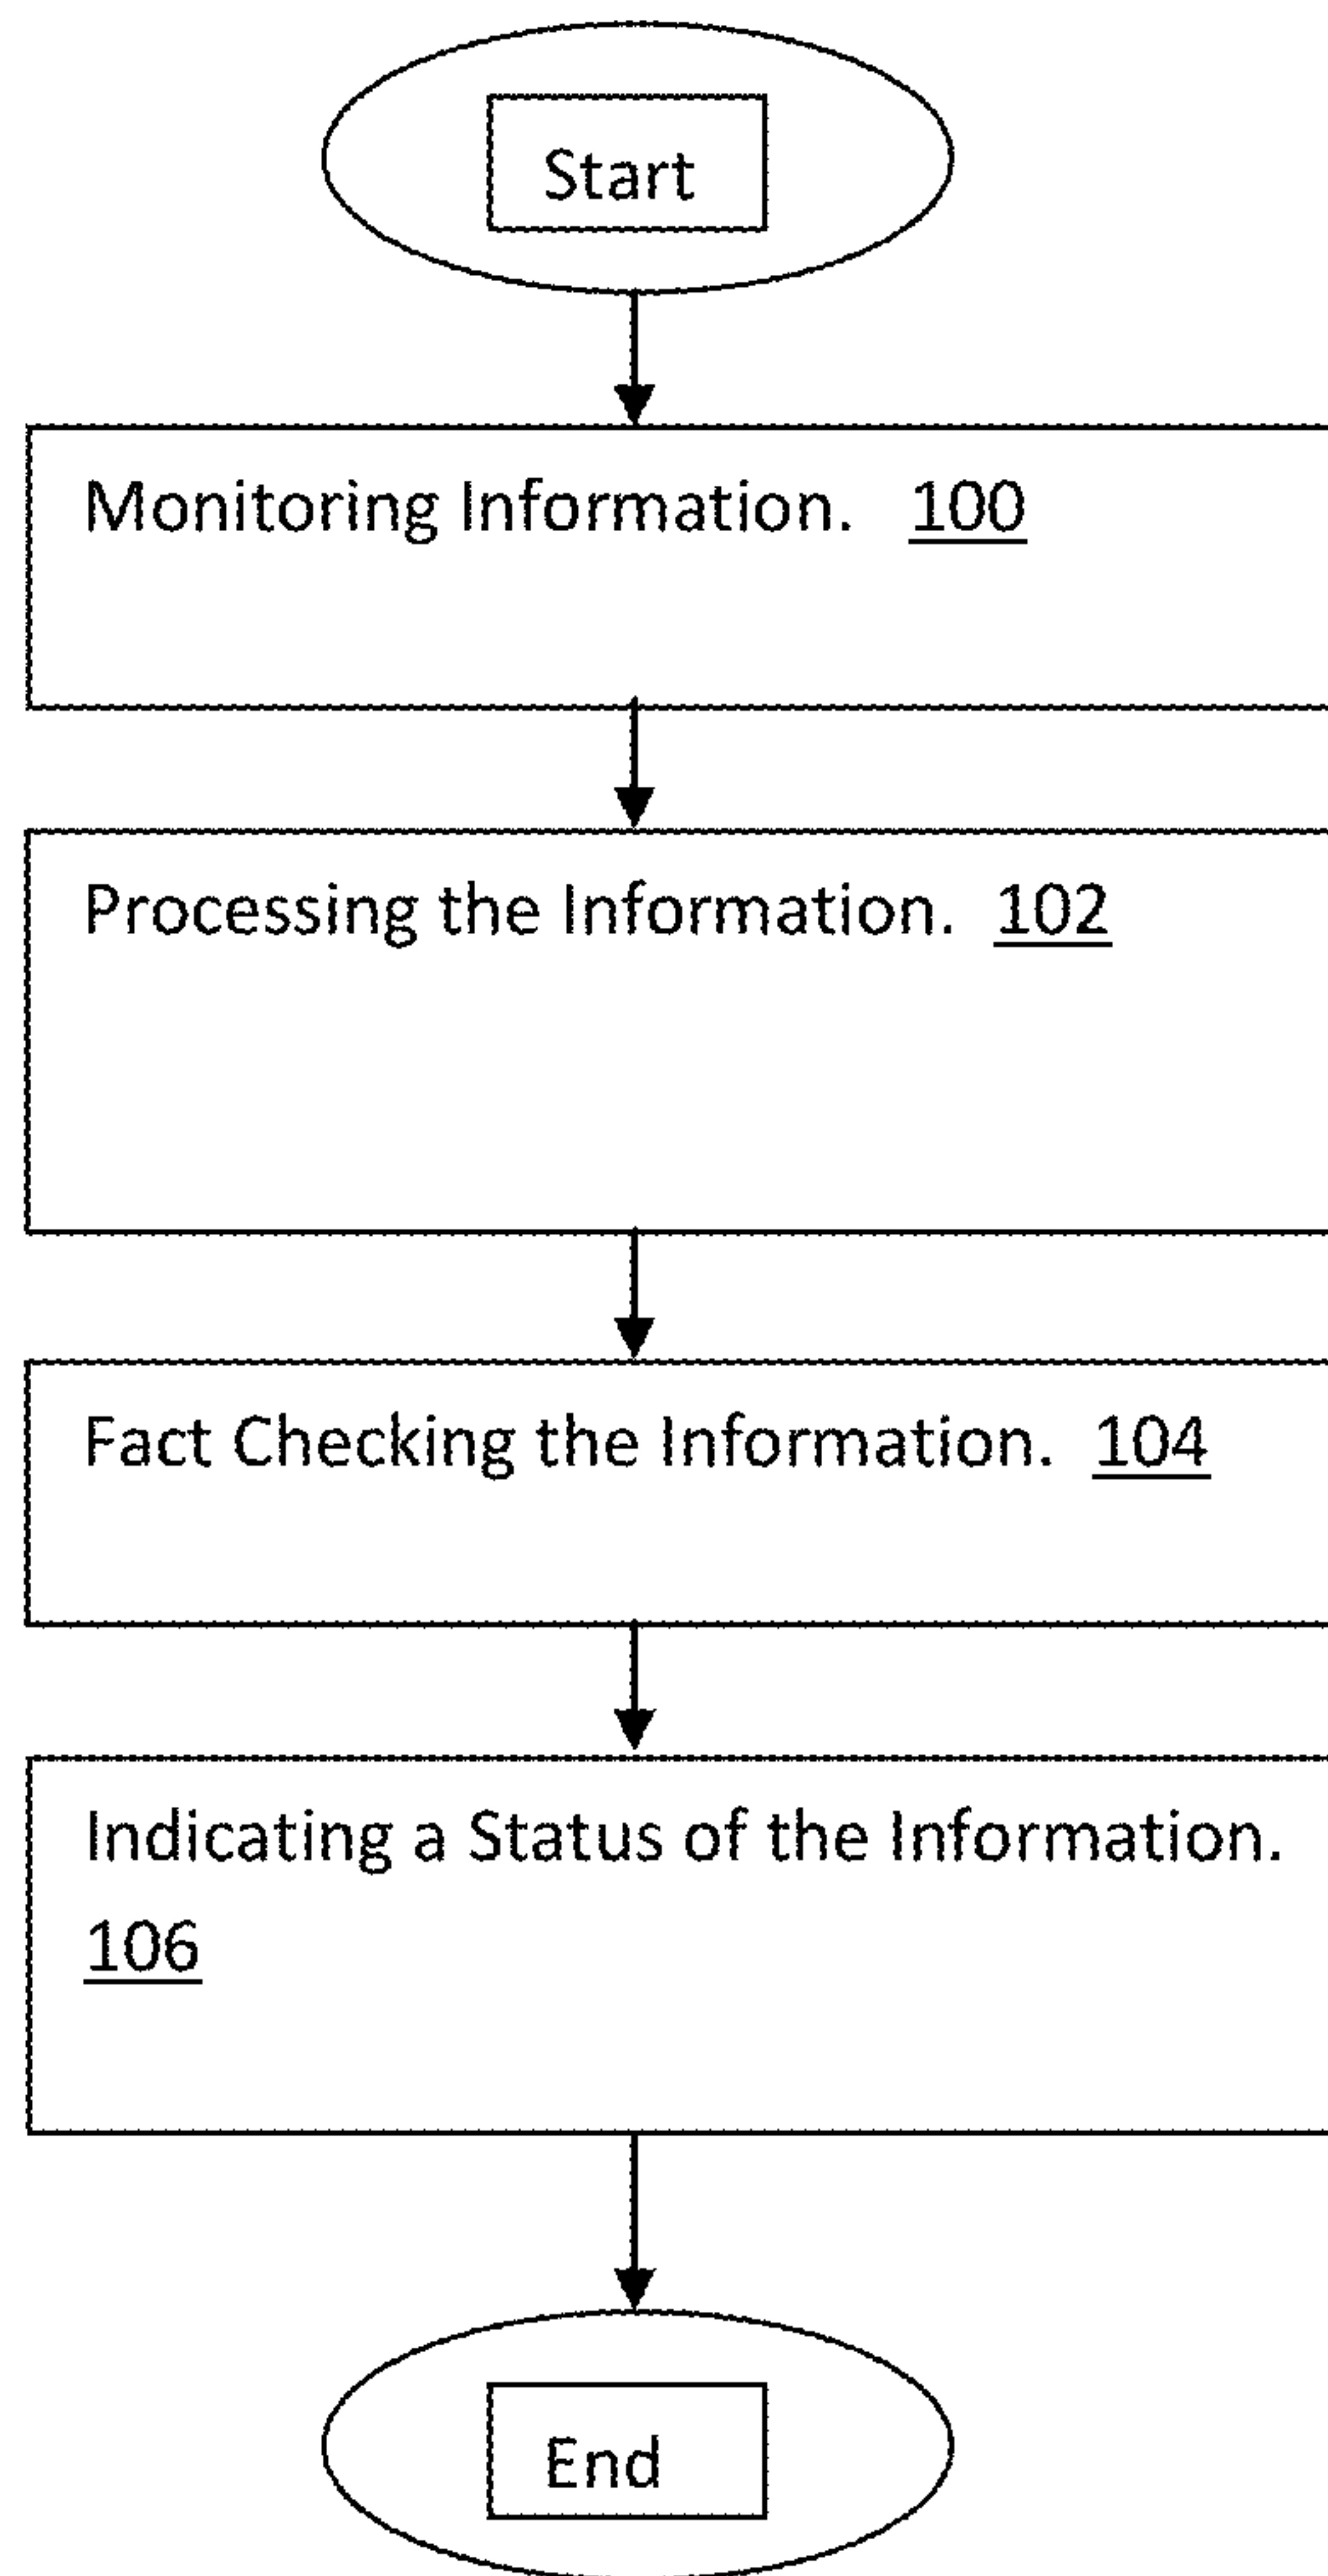 Start
Monitoring Information. 100
Processing the Information. 102
Fact Checking the Information. 104
Indicating a Status of the Information.
106
End